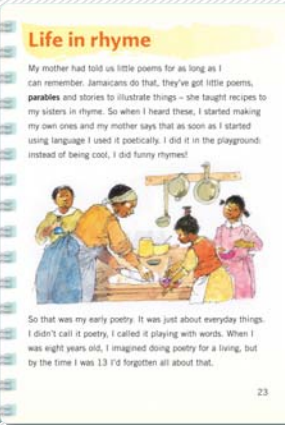 Life in rhyme
My mother had told us little poems for as long as I
can remember. Jamaicans do that, they've got little poems,
parables and stories to illustrate things – she taught recipes to
my sisters in rhyme. So when I heard these, I started making
my own ones and my mother says that as soon as I started
using language I used it poetically. I did it in the playground:
instead of being cool, I did funny rhymes!
So that was my early poetry. It was just about everyday things.
I didn't call it poetry, I called it playing with words. When I
was eight years old, I imagined doing poetry for a living, but
by the time I was 13 I'd forgotten all about that.
23